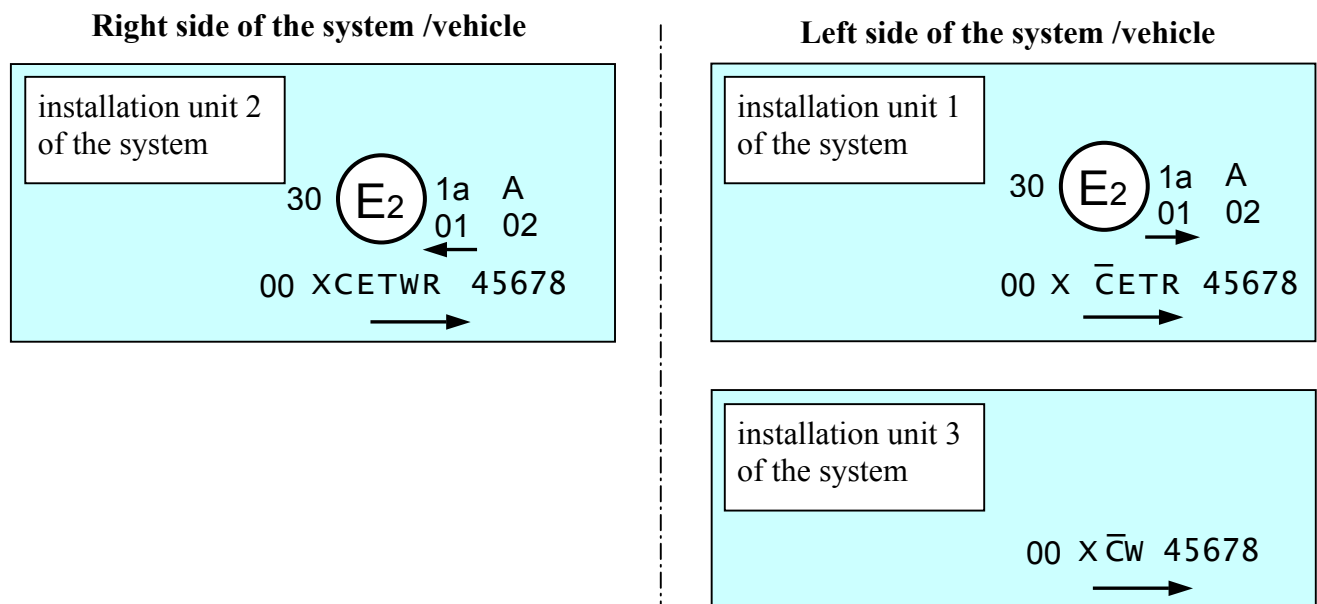 Right side of the system /vehicle
installation unit 2
of the system
30 E2 1a A
01 02
00 XCETWR 45678
Left side of the system /vehicle
installation unit 1
of the system
30 E2 1a A
01 02
00 X C̅ETR 45678
installation unit 3
of the system
00 X C̅W 45678